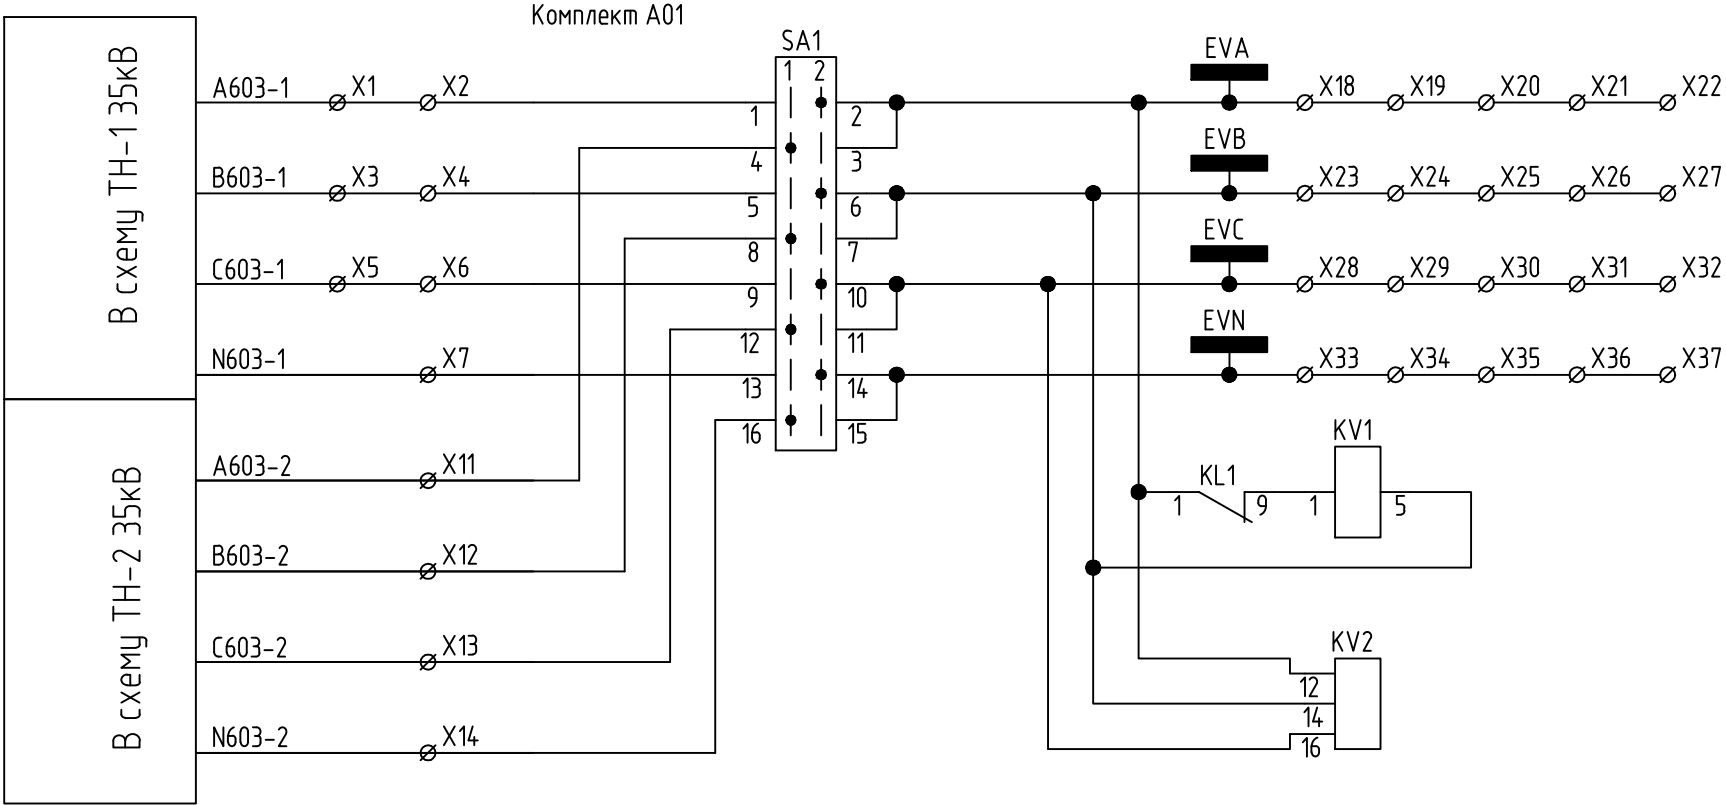 Комплект А01
SA1
1 2
EVA
A603-1 X1 X2 1 2 X18 X19 X20 X21 X22
4 3
EVB
B603-1 X3 X4 5 6 X23 X24 X25 X26 X27
8 7
EVC
C603-1 X5 X6 9 10 X28 X29 X30 X31 X32
12 11
EVN
N603-1 X7 13 14 X33 X34 X35 X36 X37
16 15
В схему ТН-1 35кВ
A603-2 X11
B603-2 X12
C603-2 X13
N603-2 X14
В схему ТН-2 35кВ
KV1
KL1
1 9 1 5
KV2
12
14
16